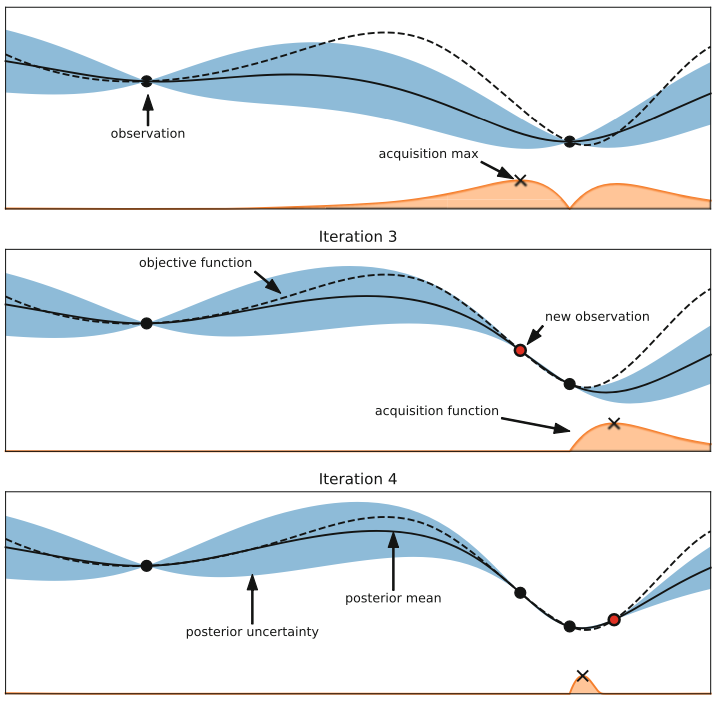 observation
acquisition max
Iteration 3
objective function
new observation
acquisition function
Iteration 4
posterior mean
posterior uncertainty